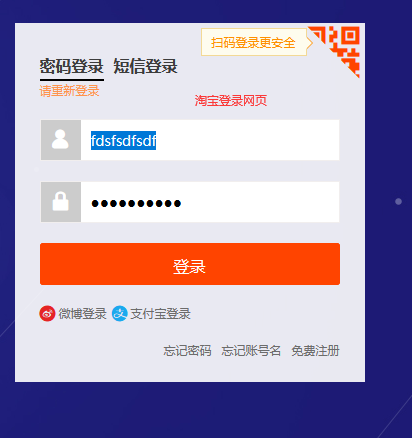 扫码登录更安全
密码登录 短信登录
请重新登录
淘宝登录网页
fdsfsdfsdf
••••••••••
登录
微博登录 支付宝登录
忘记密码 忘记账号名 免费注册